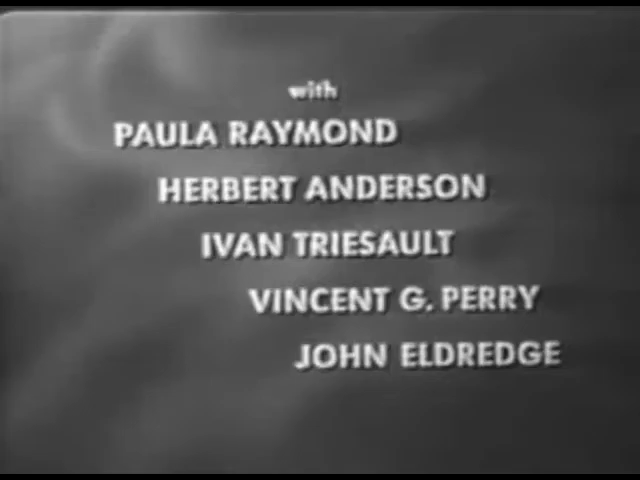 with
PAULA RAYMOND
HERBERT ANDERSON
IVAN TRIESAULT
VINCENT G. PERRY
JOHN ELDREDGE